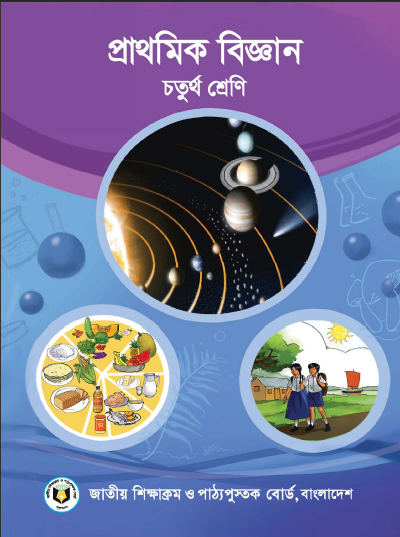 প্রাথমিক বিজ্ঞান
চতুর্থ শ্রেণি
জাতীয় শিক্ষাক্রম ও পাঠ্যপুস্তক বোর্ড, বাংলাদেশ